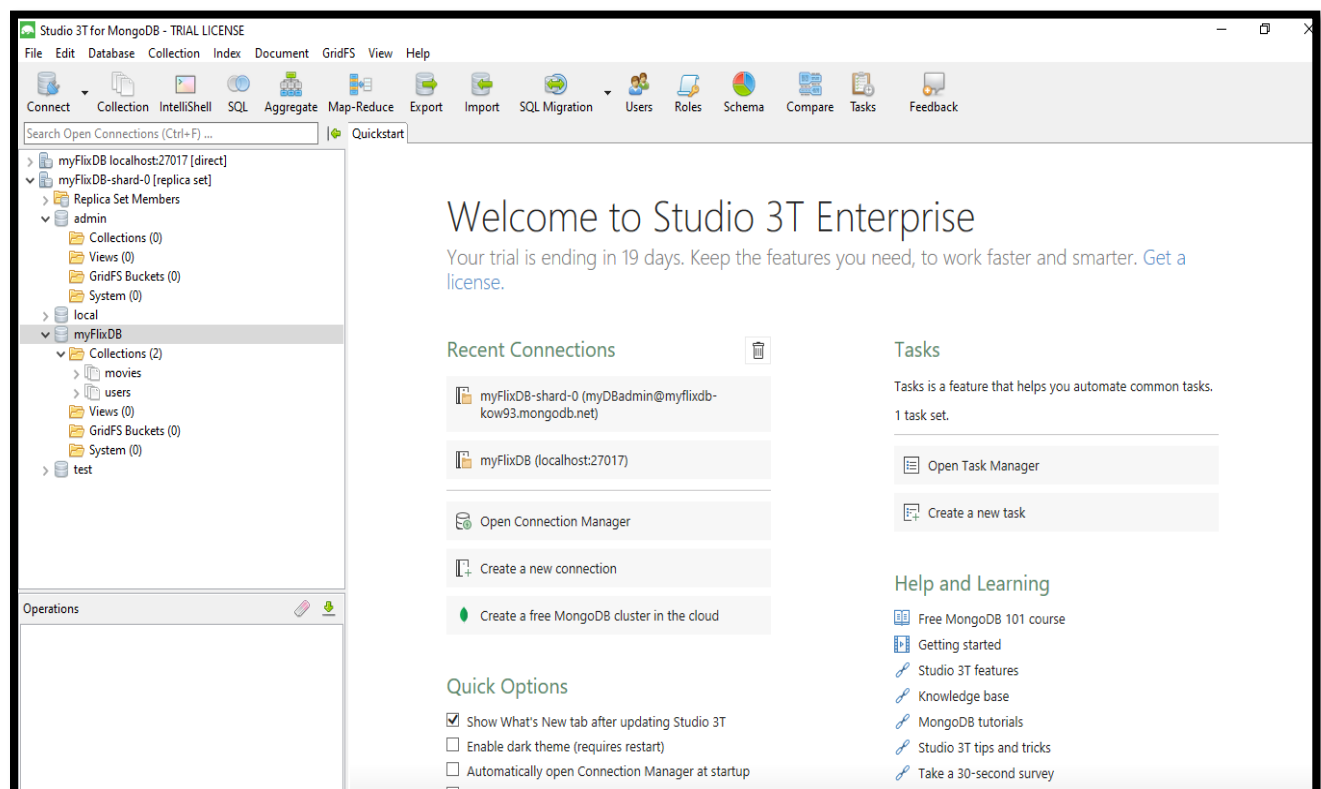 Studio 3T for MongoDB - TRIAL LICENSE
File Edit Database Collection Index Document GridFS View Help
Connect Collection IntelliShell SQL Aggregate Map-Reduce Export Import SQL Migration Users Roles Schema Compare Tasks Feedback
Search Open Connections (Ctrl+F) ...
Quickstart
myFlixDB localhost:27017 [direct]
myFlixDB-shard-0 [replica set]
Replica Set Members
admin
Collections (0)
Views (0)
GridFS Buckets (0)
System (0)
local
myFlixDB
Collections (2)
movies
users
Views (0)
GridFS Buckets (0)
System (0)
test
Operations
Welcome to Studio 3T Enterprise
Your trial is ending in 19 days. Keep the features you need, to work faster and smarter. Get a
license.
Recent Connections
myFlixDB-shard-0 (myDBadmin@myflixdb-
kow93.mongodb.net)
myFlixDB (localhost:27017)
Open Connection Manager
Create a new connection
Create a free MongoDB cluster in the cloud
Quick Options
Show What's New tab after updating Studio 3T
Enable dark theme (requires restart)
Automatically open Connection Manager at startup
Tasks
Tasks is a feature that helps you automate common tasks.
1 task set.
Open Task Manager
Create a new task
Help and Learning
Free MongoDB 101 course
Getting started
Studio 3T features
Knowledge base
MongoDB tutorials
Studio 3T tips and tricks
Take a 30-second survey